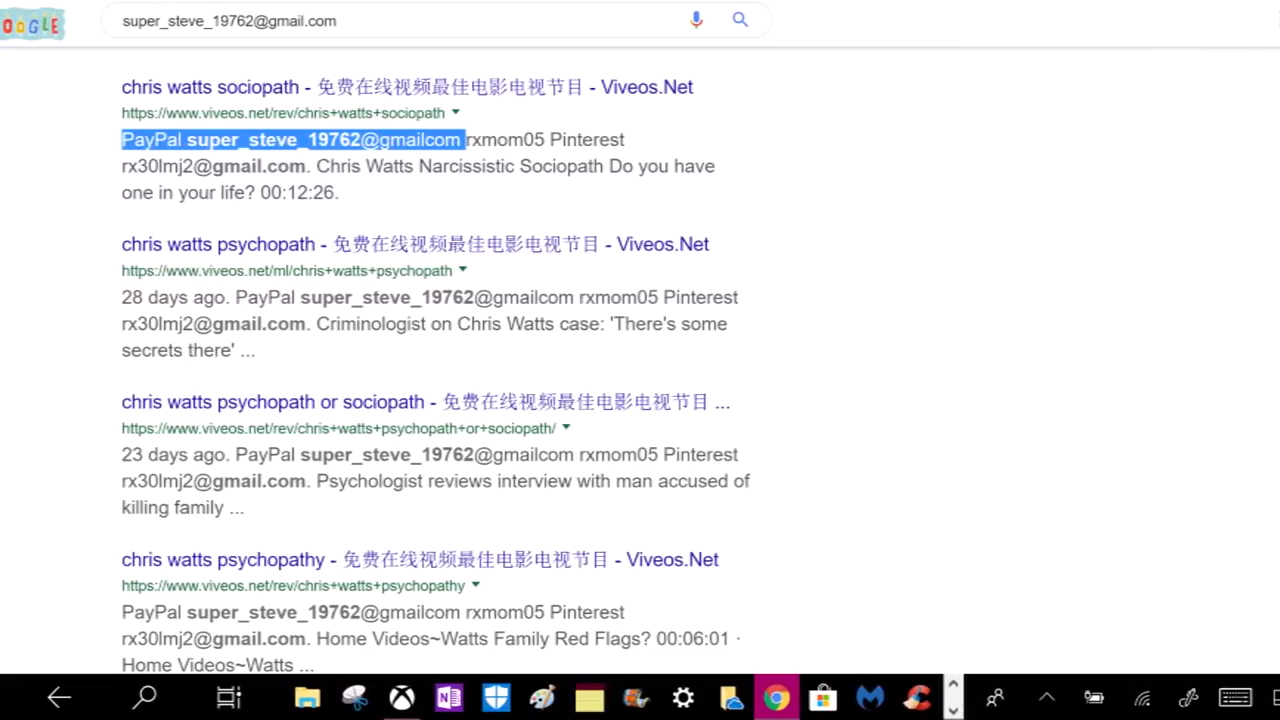 OOGLE
super_steve_19762@gmail.com
chris watts sociopath - 免费在线视频最佳电影电视节目 - Viveos.Net
https://www.viveos.net/rev/chris+watts+sociopath
PayPal super_steve_19762@gmailcom rxmom05 Pinterest
rx30lmj2@gmail.com. Chris Watts Narcissistic Sociopath Do you have
one in your life? 00:12:26.
chris watts psychopath - 免费在线视频最佳电影电视节目 - Viveos.Net
https://www.viveos.net/ml/chris+watts+psychopath
28 days ago. PayPal super_steve_19762@gmailcom rxmom05 Pinterest
rx30lmj2@gmail.com. Criminologist on Chris Watts case: 'There's some
secrets there' ...
chris watts psychopath or sociopath - 免费在线视频最佳电影电视节目 ...
https://www.viveos.net/rev/chris+watts+psychopath+or+sociopath/
23 days ago. PayPal super_steve_19762@gmailcom rxmom05 Pinterest
rx30lmj2@gmail.com. Psychologist reviews interview with man accused of
killing family ...
chris watts psychopathy - 免费在线视频最佳电影电视节目 - Viveos.Net
https://www.viveos.net/rev/chris+watts+psychopathy
PayPal super_steve_19762@gmailcom rxmom05 Pinterest
rx30lmj2@gmail.com. Home Videos~Watts Family Red Flags? 00:06:01 ·
Home Videos~Watts ...